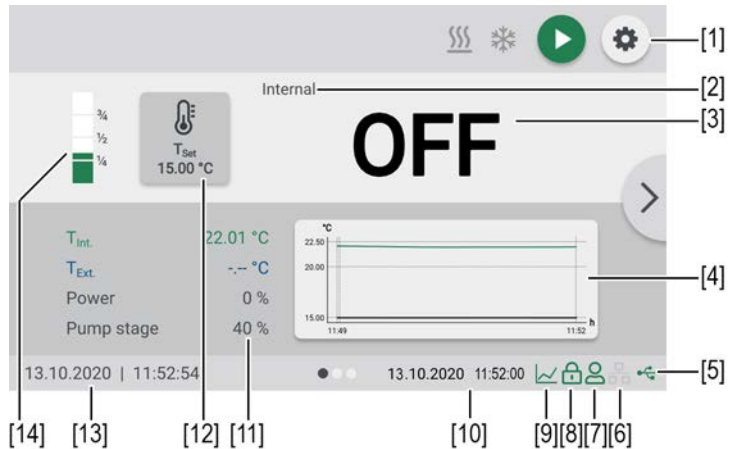 [1]
Internal
[2]
[3]
OFF
¾
½
¼
TSet
15.00 °C
TInt. 22.01 °C
TExt. -.-- °C
Power 0 %
Pump stage 40 %
°C
22.50
20.00
15.00
11:49 11:52 h
[4]
13.10.2020 | 11:52:54 13.10.2020 11:52:00
[5]
[14] [13] [12] [11] [10] [9] [8] [7] [6]